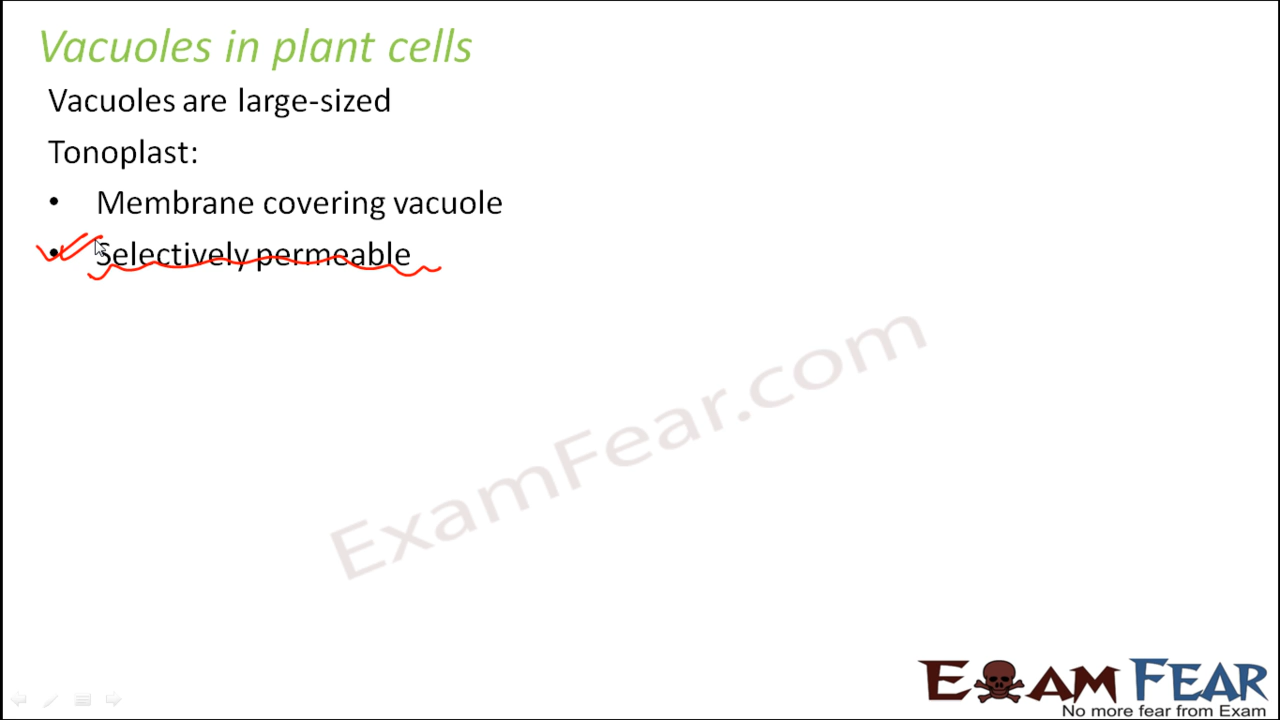 Vacuoles in plant cells
Vacuoles are large-sized
Tonoplast:
• Membrane covering vacuole
• Selectively permeable
ExamFear.com
EXAM FEAR
No more fear from Exam